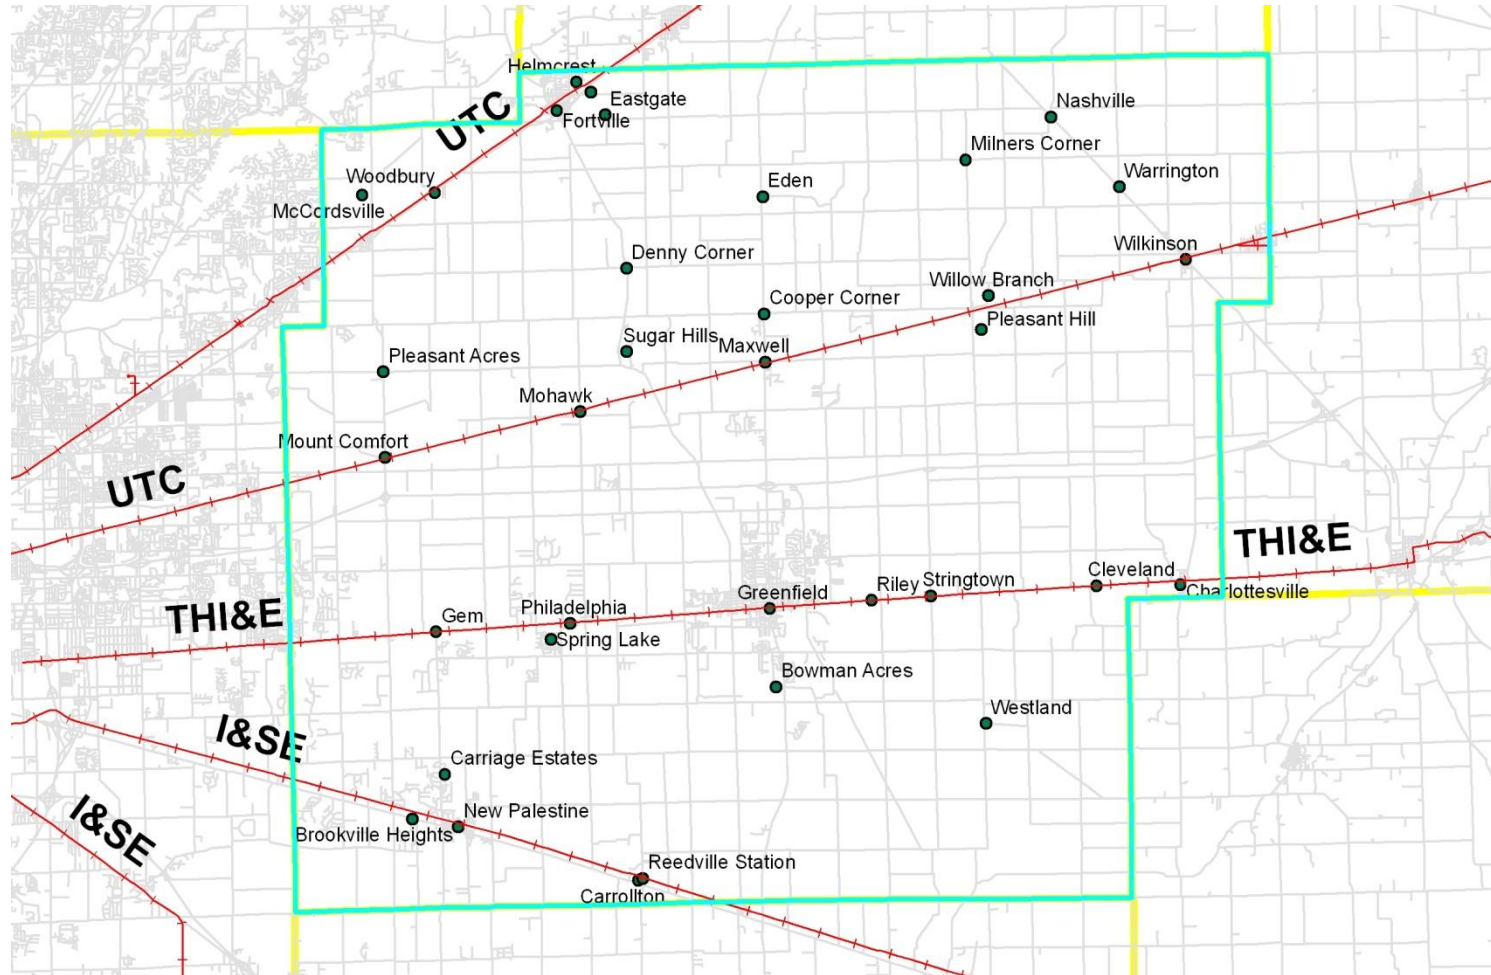 Helmcrest
Eastgate
Fortville
UTC
Nashville
Milners Corner
Warrington
Woodbury
McCordsville
Eden
Denny Corner
Wilkinson
Willow Branch
Cooper Corner
Pleasant Hill
Sugar Hills
Maxwell
Pleasant Acres
Mohawk
Mount Comfort
UTC
THI&E
Cleveland
Charlottesville
Riley
Stringtown
Greenfield
Philadelphia
Gem
THI&E
Spring Lake
Bowman Acres
Westland
I&SE
Carriage Estates
New Palestine
Brookville Heights
I&SE
Reedville Station
Carrollton